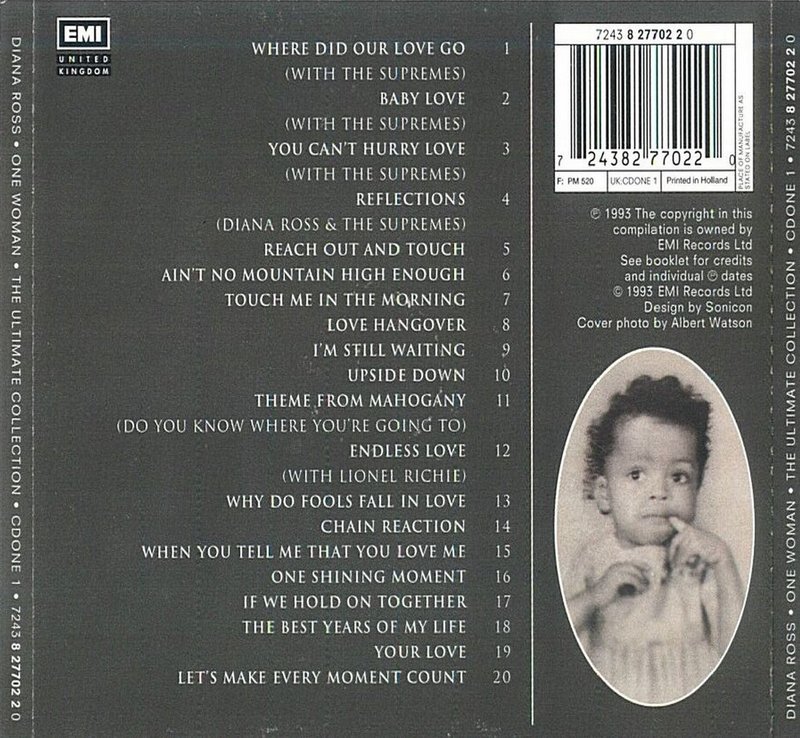 DIANA ROSS • ONE WOMAN • THE ULTIMATE COLLECTION • CDONE 1 • 7243 8 27702 2 0
EMI
UNITED
KINGDOM
WHERE DID OUR LOVE GO 1
(WITH THE SUPREMES)
BABY LOVE 2
(WITH THE SUPREMES)
YOU CAN'T HURRY LOVE 3
(WITH THE SUPREMES)
REFLECTIONS 4
(DIANA ROSS & THE SUPREMES)
REACH OUT AND TOUCH 5
AIN'T NO MOUNTAIN HIGH ENOUGH 6
TOUCH ME IN THE MORNING 7
LOVE HANGOVER 8
I'M STILL WAITING 9
UPSIDE DOWN 10
THEME FROM MAHOGANY 11
(DO YOU KNOW WHERE YOU'RE GOING TO)
ENDLESS LOVE 12
(WITH LIONEL RICHIE)
WHY DO FOOLS FALL IN LOVE 13
CHAIN REACTION 14
WHEN YOU TELL ME THAT YOU LOVE ME 15
ONE SHINING MOMENT 16
IF WE HOLD ON TOGETHER 17
THE BEST YEARS OF MY LIFE 18
YOUR LOVE 19
LET'S MAKE EVERY MOMENT COUNT 20
7243 8 27702 2 0
7 24382 77022 0
PLACE OF MANUFACTURE AS
STATED ON LABEL
F: PM 520 UK:CDONE 1 Printed in Holland
℗ 1993 The copyright in this
compilation is owned by
EMI Records Ltd
See booklet for credits
and individual ℗ dates
© 1993 EMI Records Ltd
Design by Sonicon
Cover photo by Albert Watson
DIANA ROSS • ONE WOMAN • THE ULTIMATE COLLECTION • CDONE 1 • 7243 8 27702 2 0